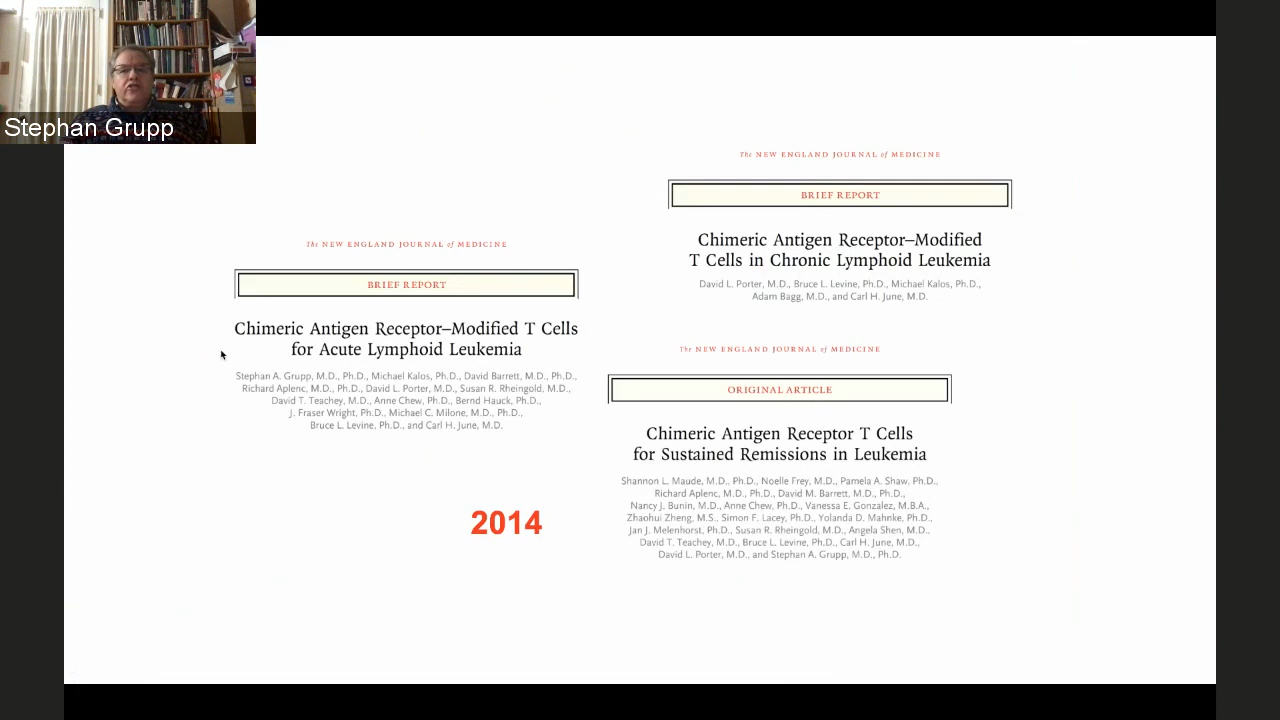 Stephan Grupp
The NEW ENGLAND JOURNAL of MEDICINE
BRIEF REPORT
Chimeric Antigen Receptor–Modified
T Cells in Chronic Lymphoid Leukemia
David L. Porter, M.D., Bruce L. Levine, Ph.D., Michael Kalos, Ph.D.,
Adam Bagg, M.D., and Carl H. June, M.D.
The NEW ENGLAND JOURNAL of MEDICINE
BRIEF REPORT
Chimeric Antigen Receptor–Modified T Cells
for Acute Lymphoid Leukemia
Stephan A. Grupp, M.D., Ph.D., Michael Kalos, Ph.D., David Barrett, M.D., Ph.D.,
Richard Aplenc, M.D., Ph.D., David L. Porter, M.D., Susan R. Rheingold, M.D.,
David T. Teachey, M.D., Anne Chew, Ph.D., Bernd Hauck, Ph.D.,
J. Fraser Wright, Ph.D., Michael C. Milone, M.D., Ph.D.,
Bruce L. Levine, Ph.D., and Carl H. June, M.D.
The NEW ENGLAND JOURNAL of MEDICINE
ORIGINAL ARTICLE
Chimeric Antigen Receptor T Cells
for Sustained Remissions in Leukemia
Shannon L. Maude, M.D., Ph.D., Noelle Frey, M.D., Pamela A. Shaw, Ph.D.,
Richard Aplenc, M.D., Ph.D., David M. Barrett, M.D., Ph.D.,
Nancy J. Bunin, M.D., Anne Chew, Ph.D., Vanessa E. Gonzalez, M.B.A.,
Zhaohui Zheng, M.S., Simon F. Lacey, Ph.D., Yolanda D. Mahnke, Ph.D.,
Jan J. Melenhorst, Ph.D., Susan R. Rheingold, M.D., Angela Shen, M.D.,
David T. Teachey, M.D., Bruce L. Levine, Ph.D., Carl H. June, M.D.,
David L. Porter, M.D., and Stephan A. Grupp, M.D., Ph.D.
2014